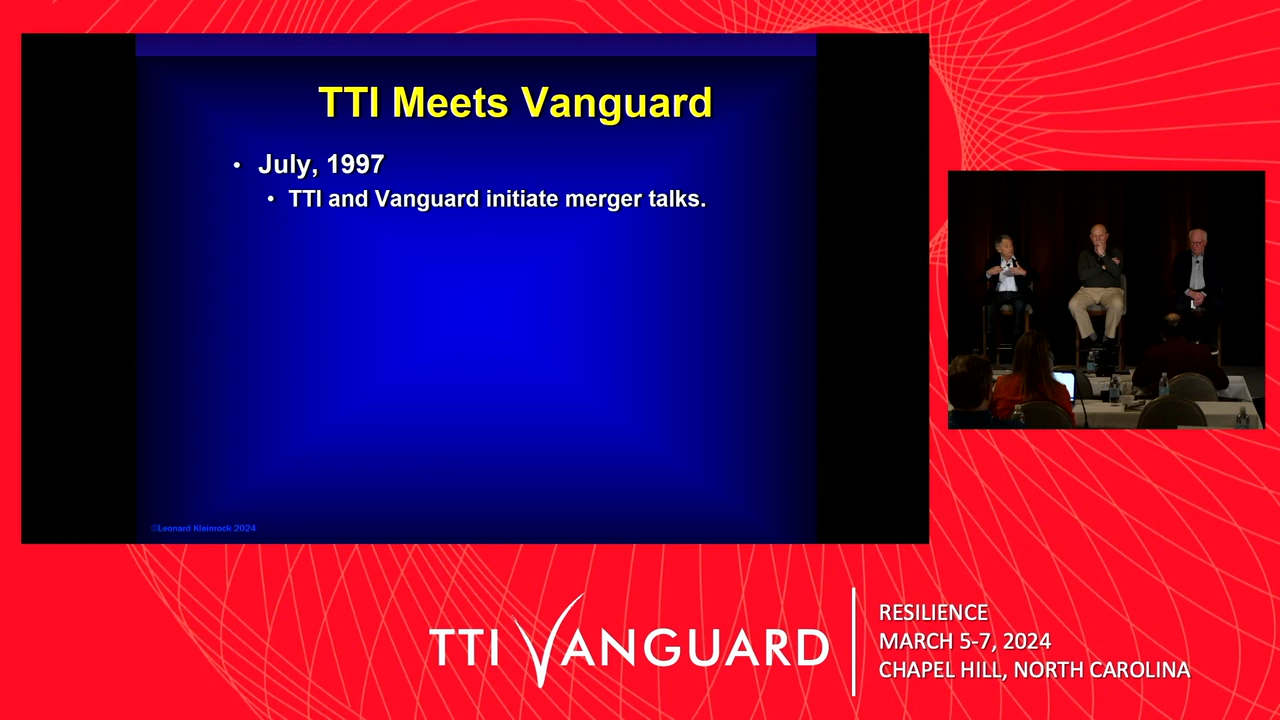 TTI Meets Vanguard
• July, 1997
• TTI and Vanguard initiate merger talks.
©Leonard Kleinrock 2024
TTI VANGUARD
RESILIENCE
MARCH 5-7, 2024
CHAPEL HILL, NORTH CAROLINA